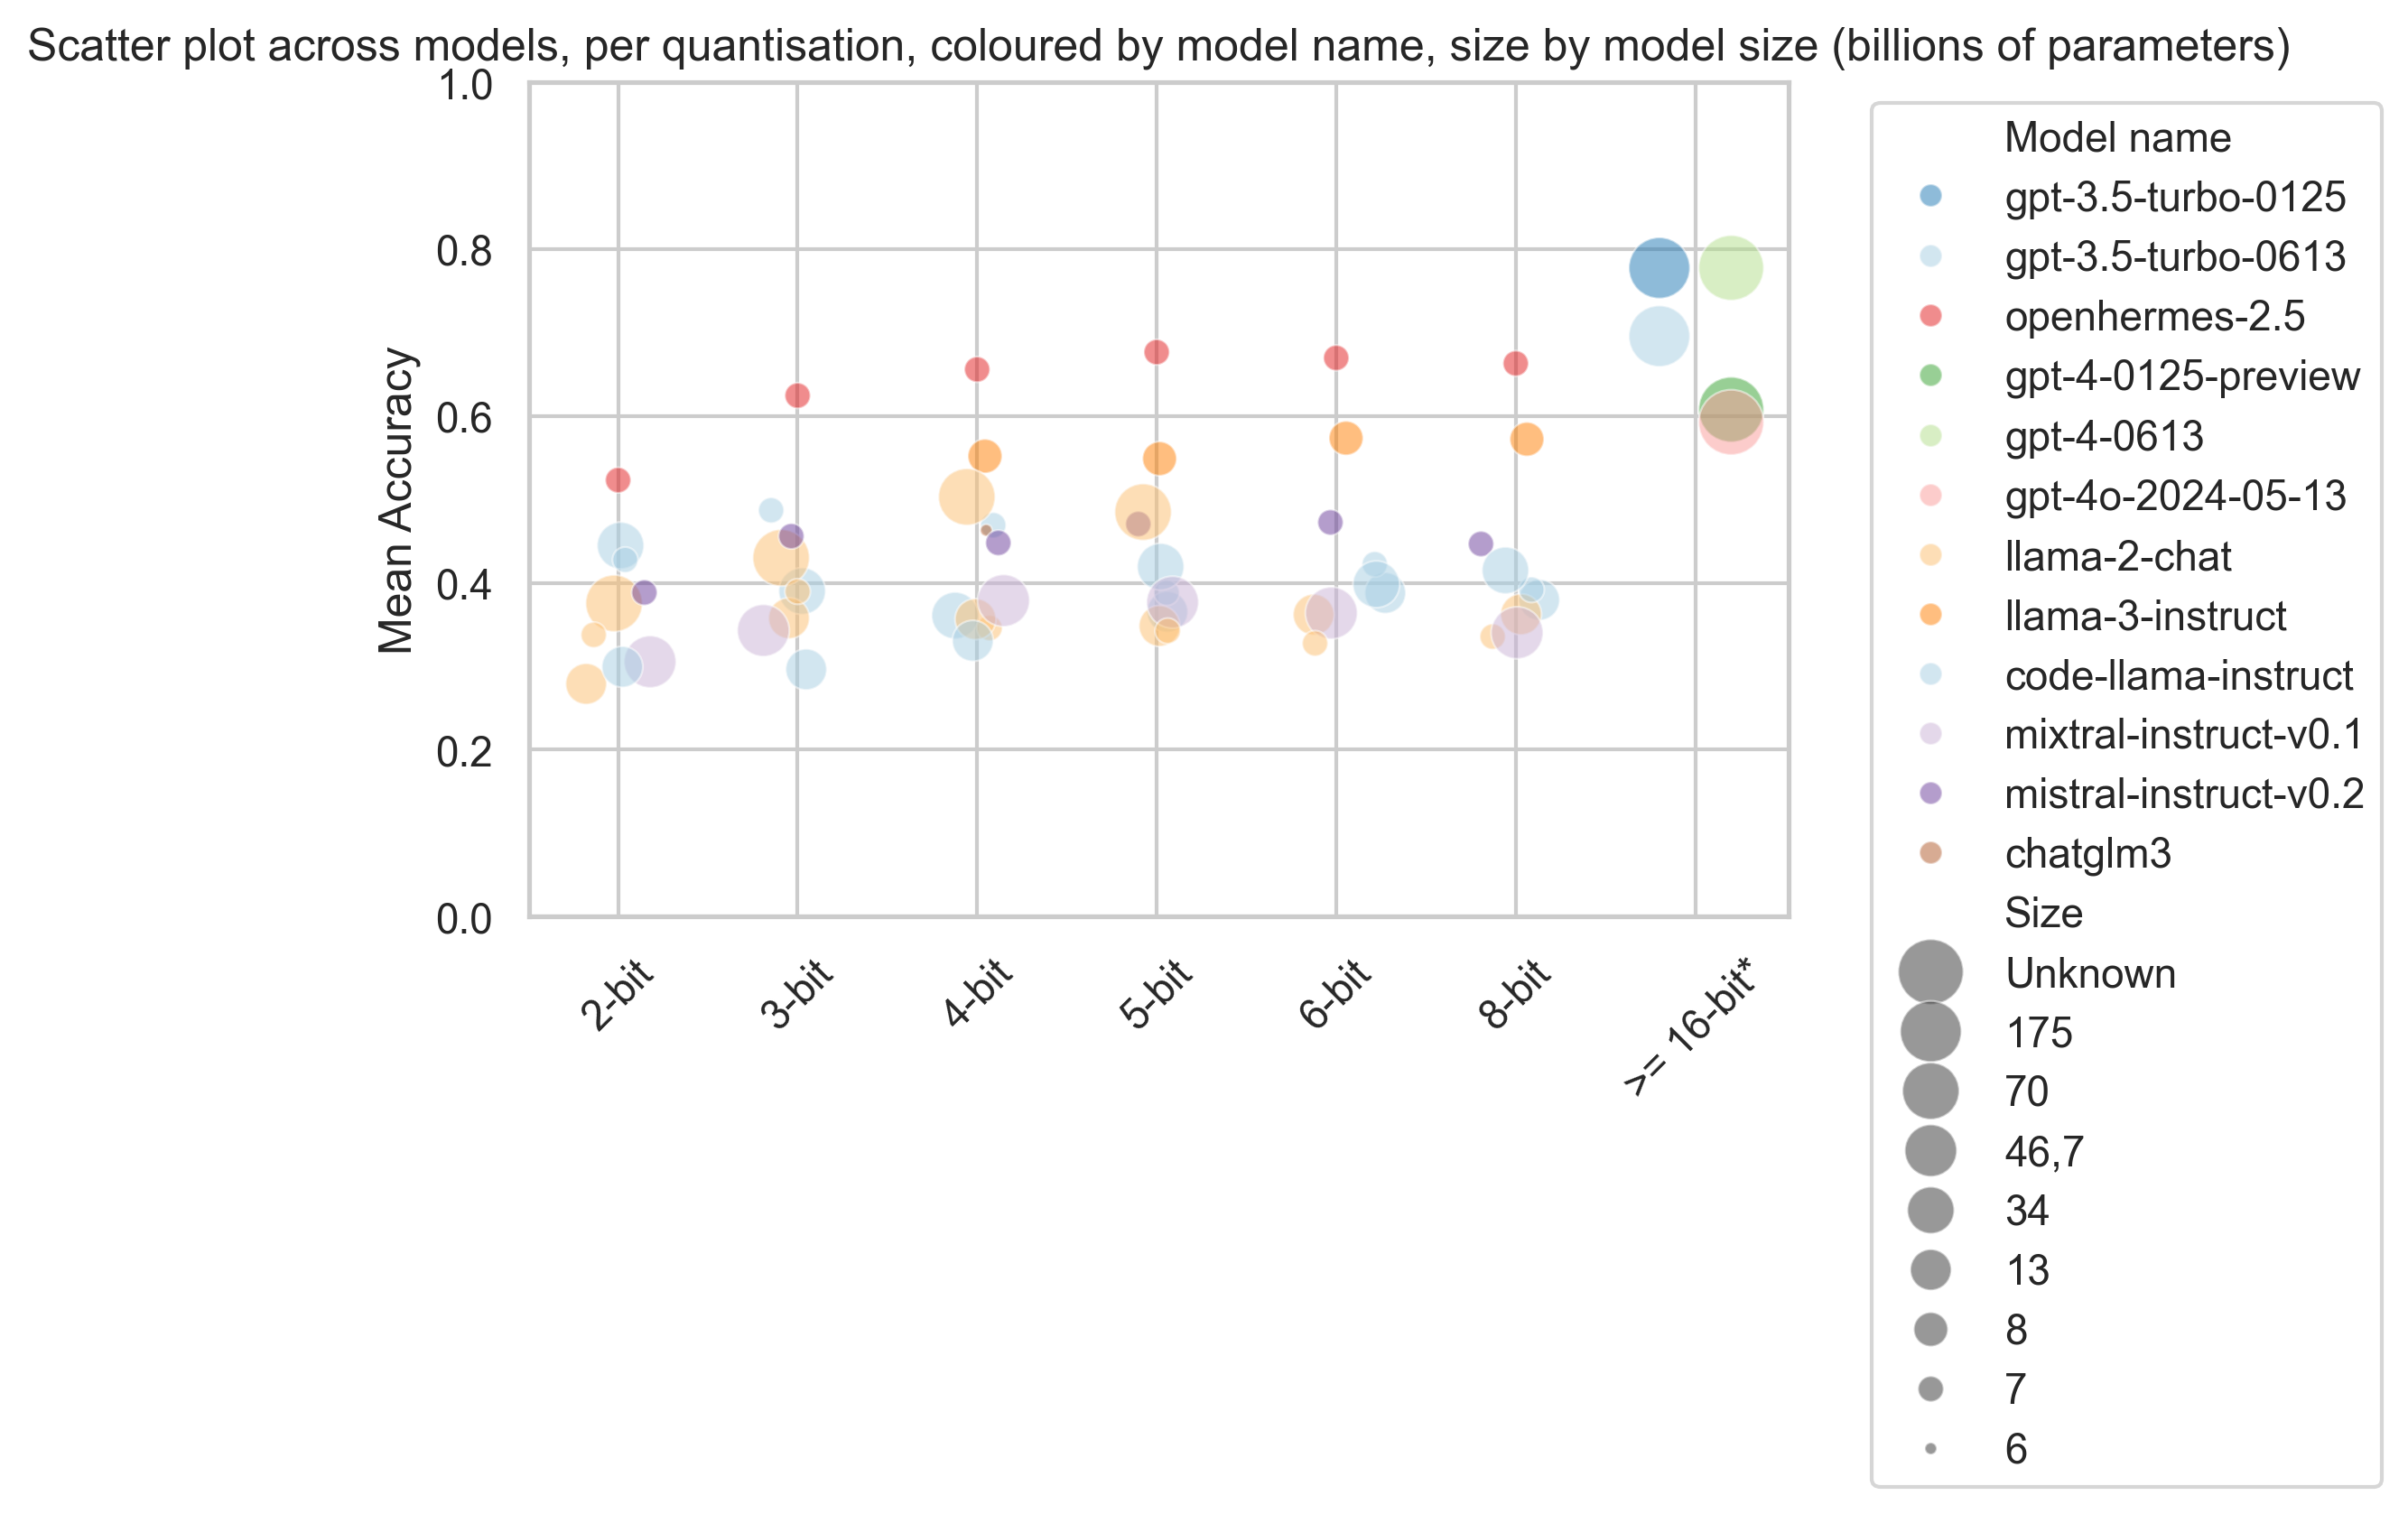 Scatter plot across models, per quantisation, coloured by model name, size by model size (billions of parameters)
Mean Accuracy
1.0
0.8
0.6
0.4
0.2
0.0
2-bit
3-bit
4-bit
5-bit
6-bit
8-bit
>= 16-bit*
Model name
gpt-3.5-turbo-0125
gpt-3.5-turbo-0613
openhermes-2.5
gpt-4-0125-preview
gpt-4-0613
gpt-4o-2024-05-13
llama-2-chat
llama-3-instruct
code-llama-instruct
mixtral-instruct-v0.1
mistral-instruct-v0.2
chatglm3
Size
Unknown
175
70
46,7
34
13
8
7
6